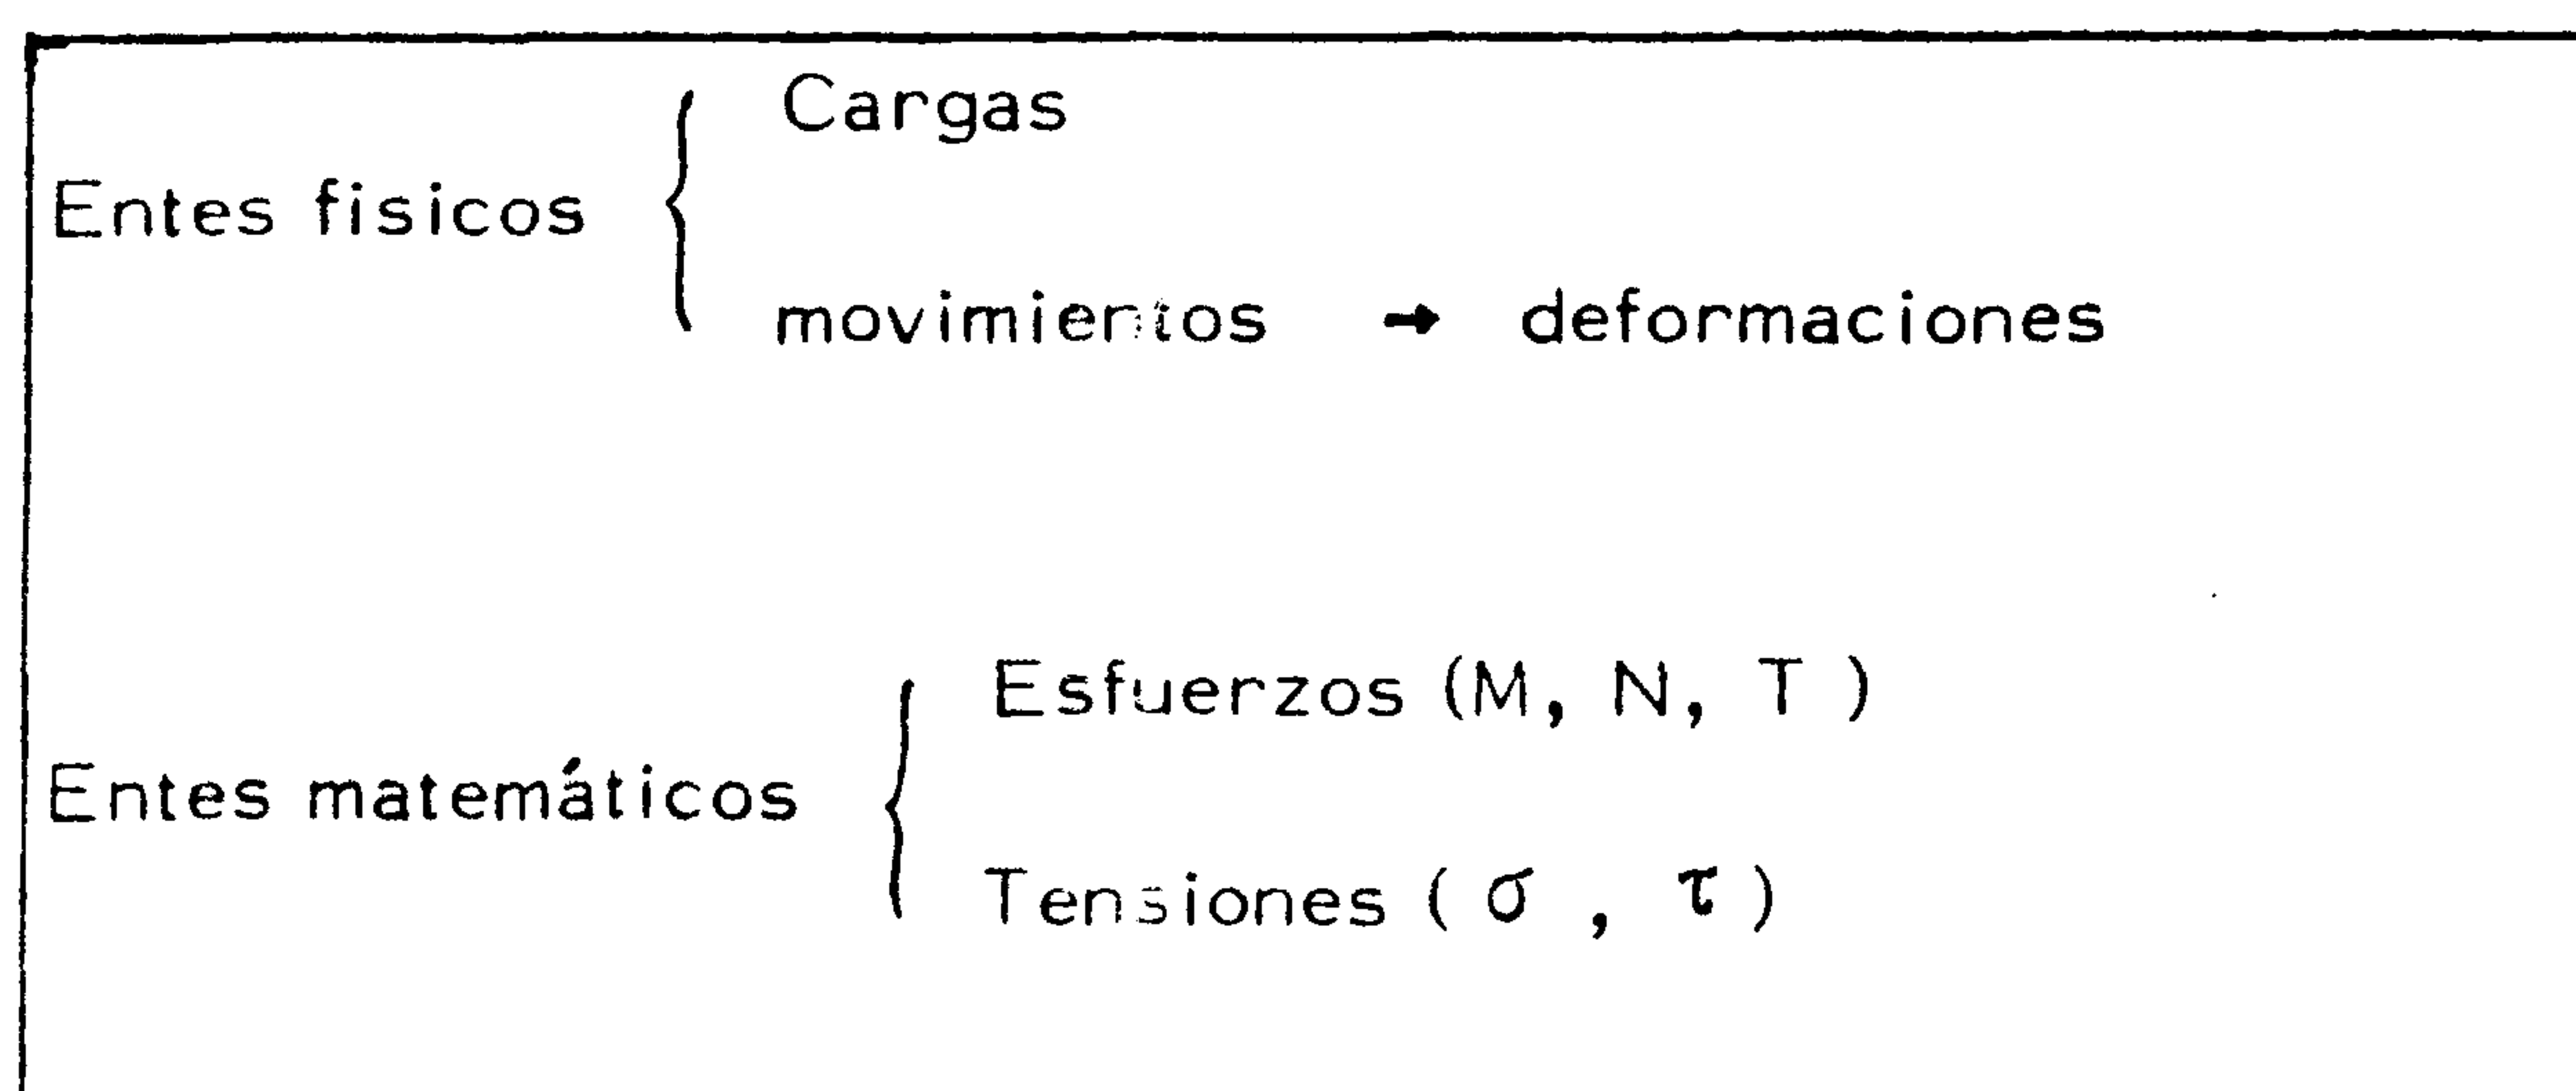 Cargas
Entes fisicos
movimientos → deformaciones
Esfuerzos (M, N, T )
Entes matemáticos
Tensiones ( σ , τ )